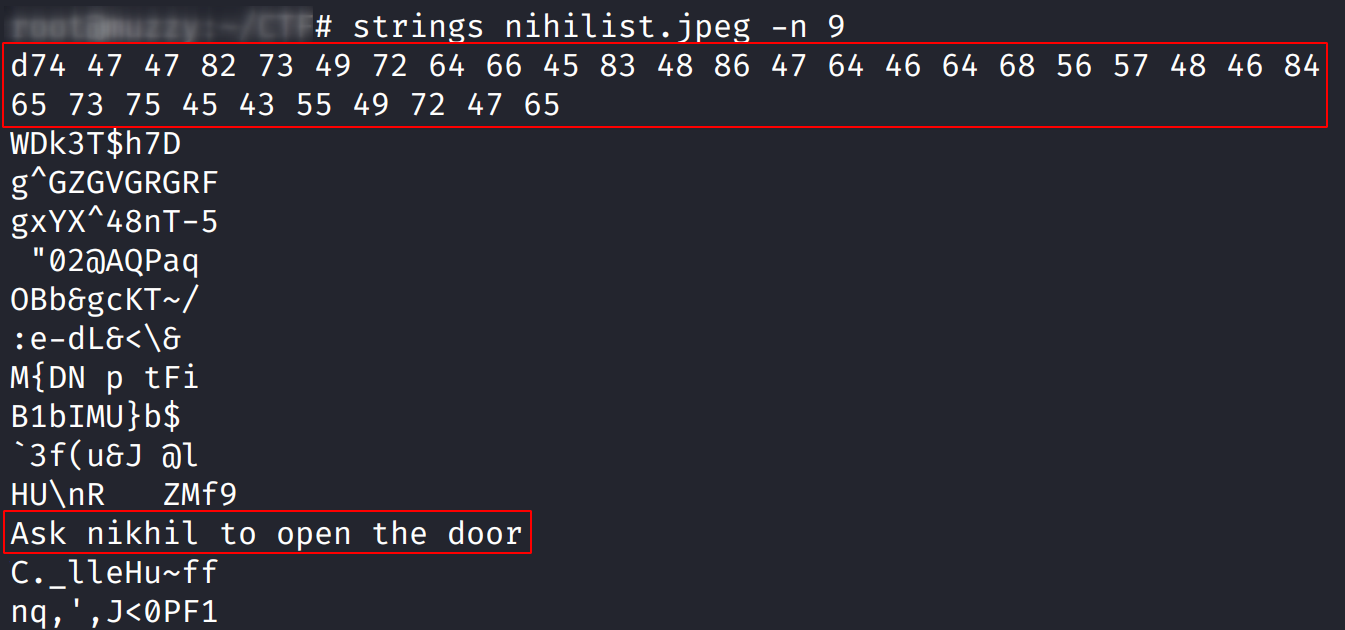 # strings nihilist.jpeg -n 9
d74 47 47 82 73 49 72 64 66 45 83 48 86 47 64 46 64 68 56 57 48 46 84
65 73 75 45 43 55 49 72 47 65
WDk3T$h7D
g^GZGVGRGRF
gxYX^48nT-5
 "02@AQPaq
OBb&gcKT~/
:e-dL&<\&
M{DN p tFi
B1bIMU}b$
`3f(u&J @l
HU\nR   ZMf9
Ask nikhil to open the door
C._lleHu~ff
nq,',J<0PF1